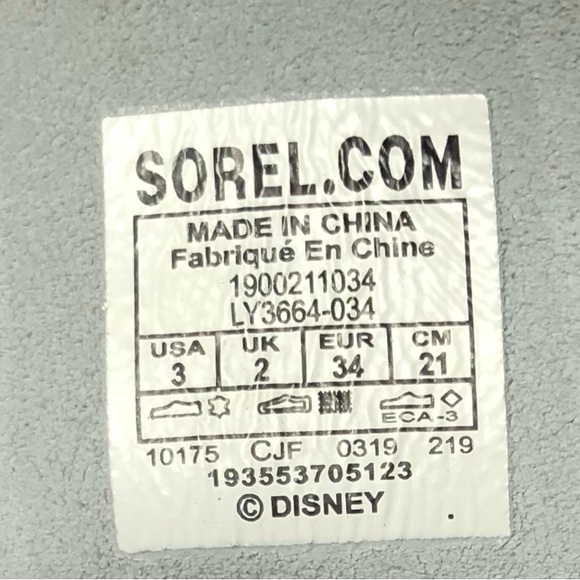 SOREL.COM
MADE IN CHINA
Fabriqué En Chine
1900211034
LY3664-034
USA UK EUR CM
3 2 34 21
ECA-3
10175 CJF 0319 219
193553705123
© DISNEY .